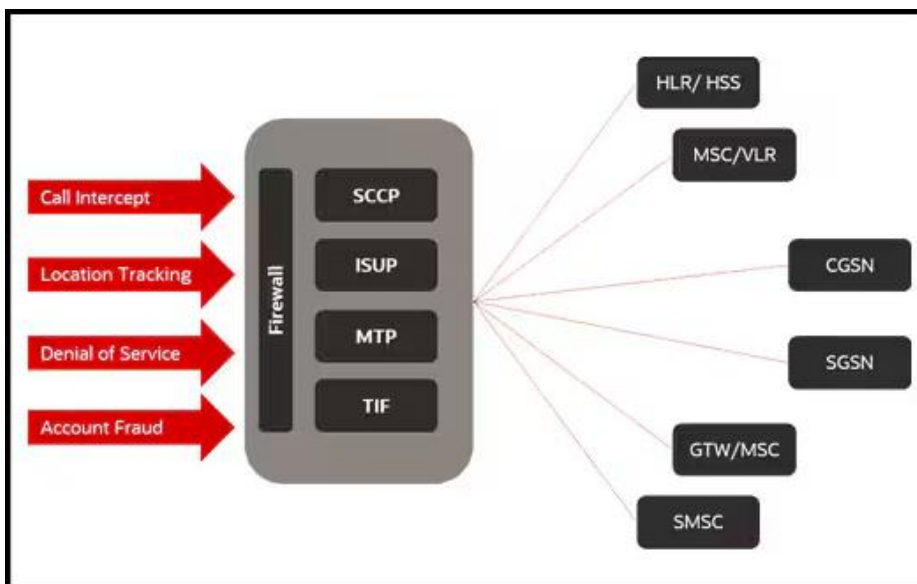 Call Intercept
Location Tracking
Denial of Service
Account Fraud
Firewall
SCCP
ISUP
MTP
TIF
HLR/ HSS
MSC/VLR
CGSN
SGSN
GTW/MSC
SMSC